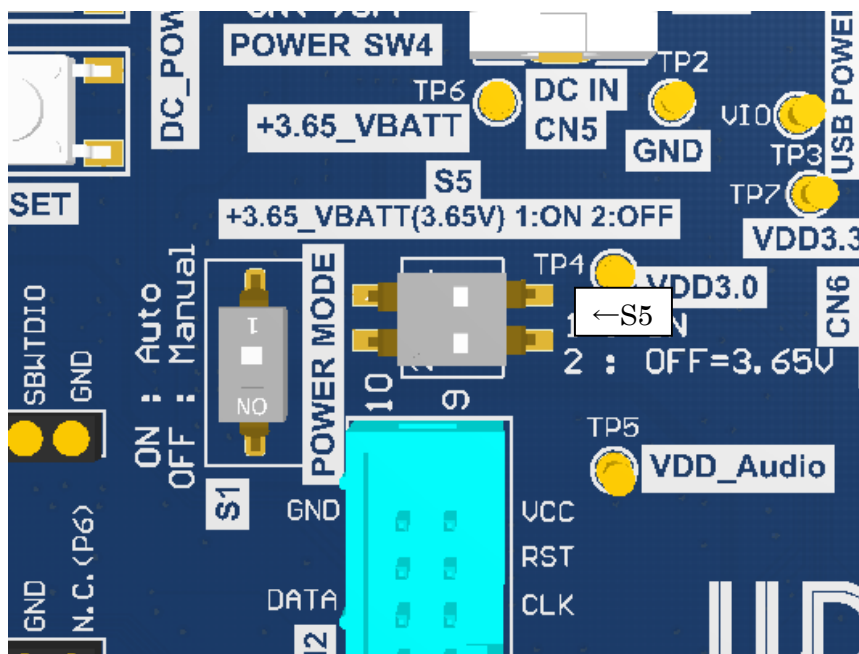 DC_POW
POWER SW4
TP6
DC IN
CN5
TP2
+3.65_VBATT
GND
VIO
TP3
USB POWER
SET
S5
TP7
+3.65_VBATT(3.65V) 1:ON 2:OFF
VDD3.3
ON : Auto
OFF : Manual
POWER MODE
TP4
VDD3.0
←S5
CN6
SBWTDIO
GND
1
ON
2 : OFF=3.65V
10
9
TP5
VDD_Audio
S1
GND
VCC
RST
DATA
CLK
GND
N.C.(P6)